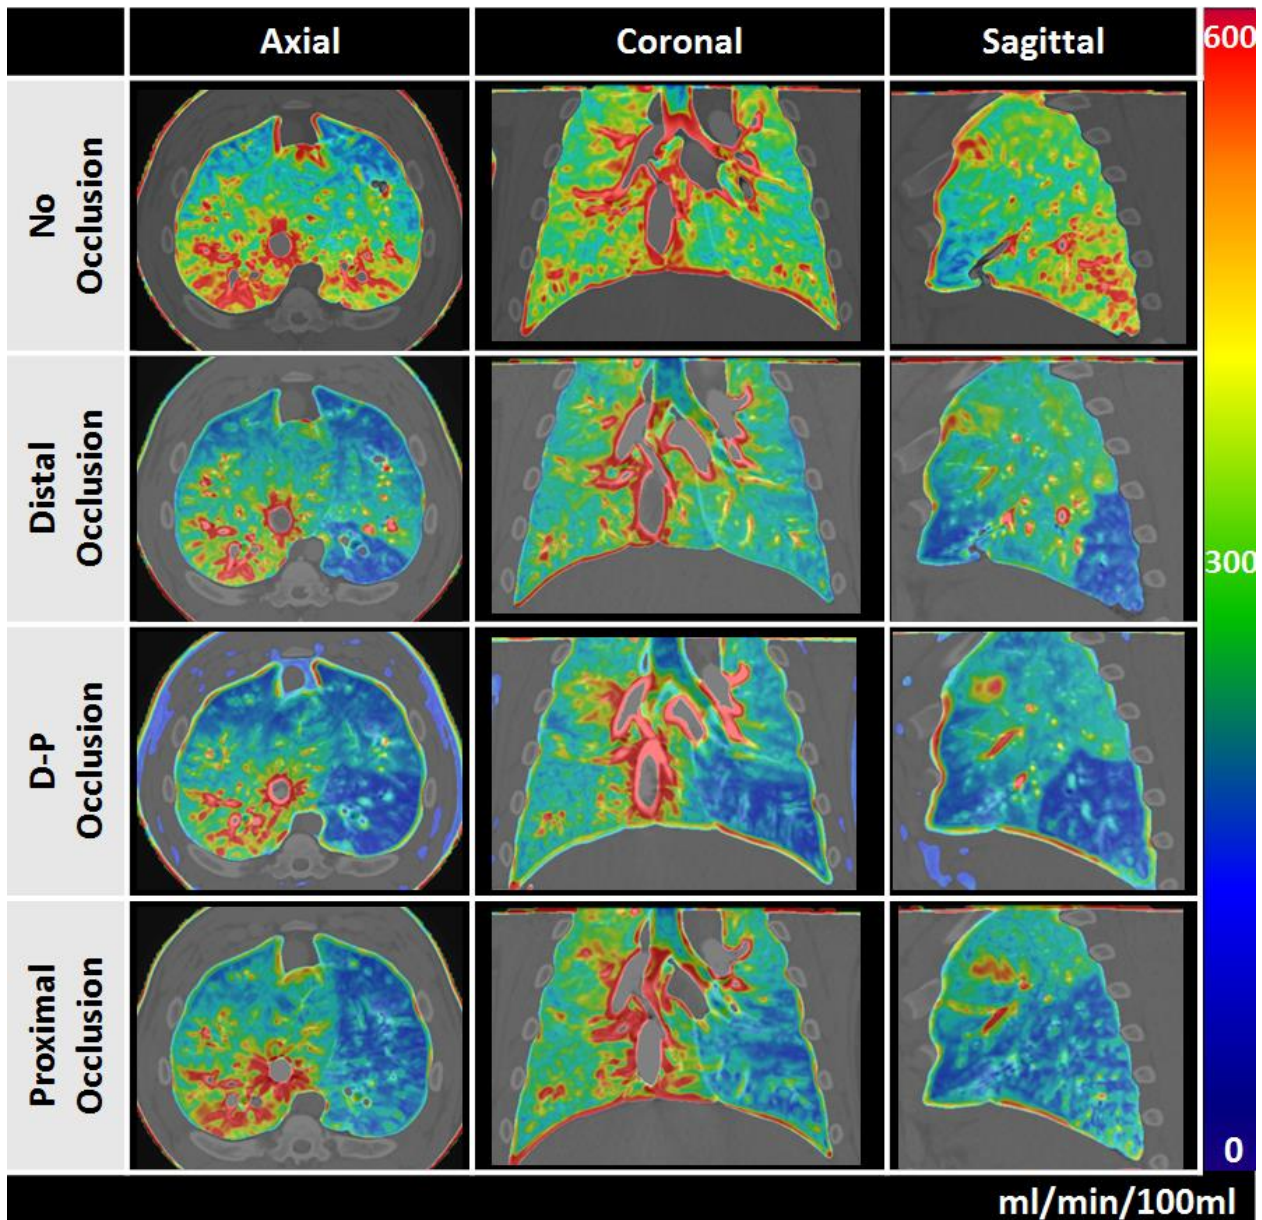 Axial Coronal Sagittal
600
No
Occlusion
Distal
Occlusion
300
D-P
Occlusion
Proximal
Occlusion
0
ml/min/100ml